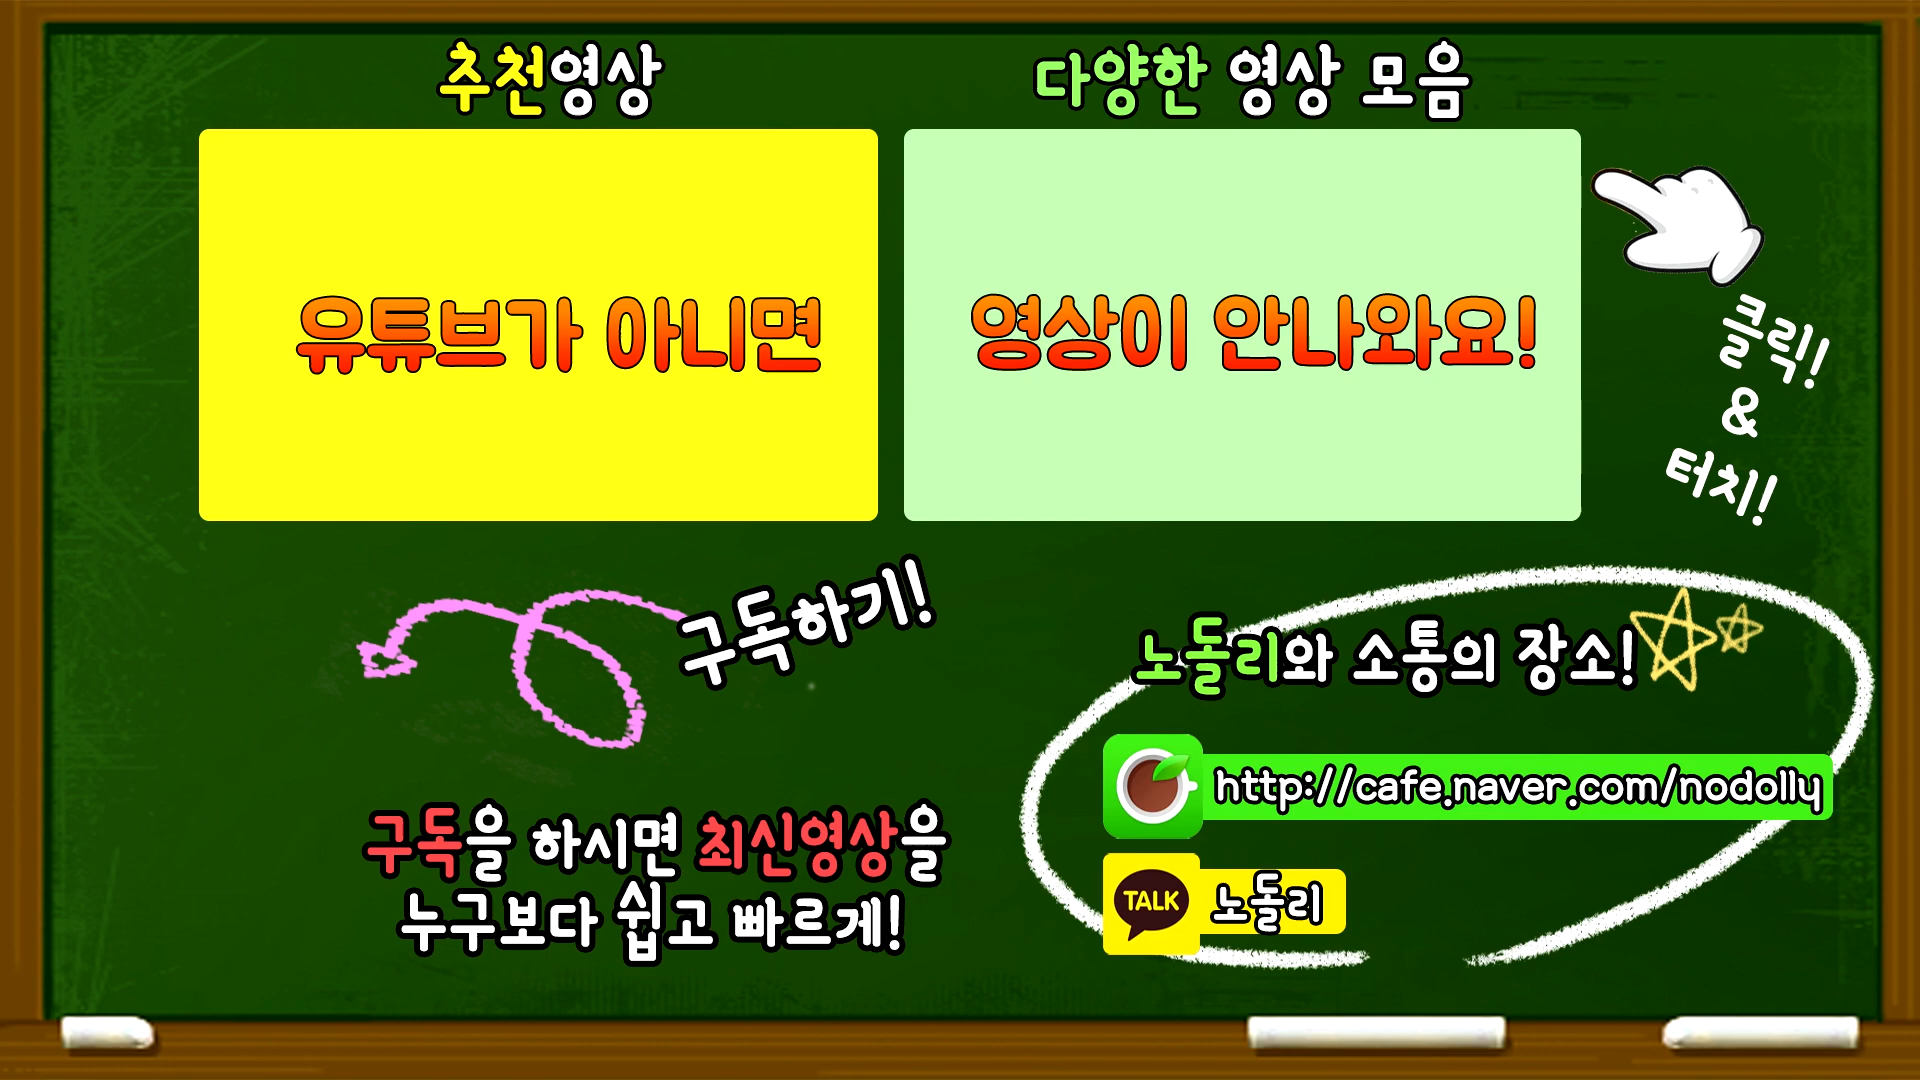 추천영상
다양한 영상 모음
유튜브가 아니면
영상이 안나와요!
클릭!
&
터치!
구독하기!
노돌리와 소통의 장소!
http://cafe.naver.com/nodolly
구독을 하시면 최신영상을
누구보다 쉽고 빠르게!
TALK 노돌리